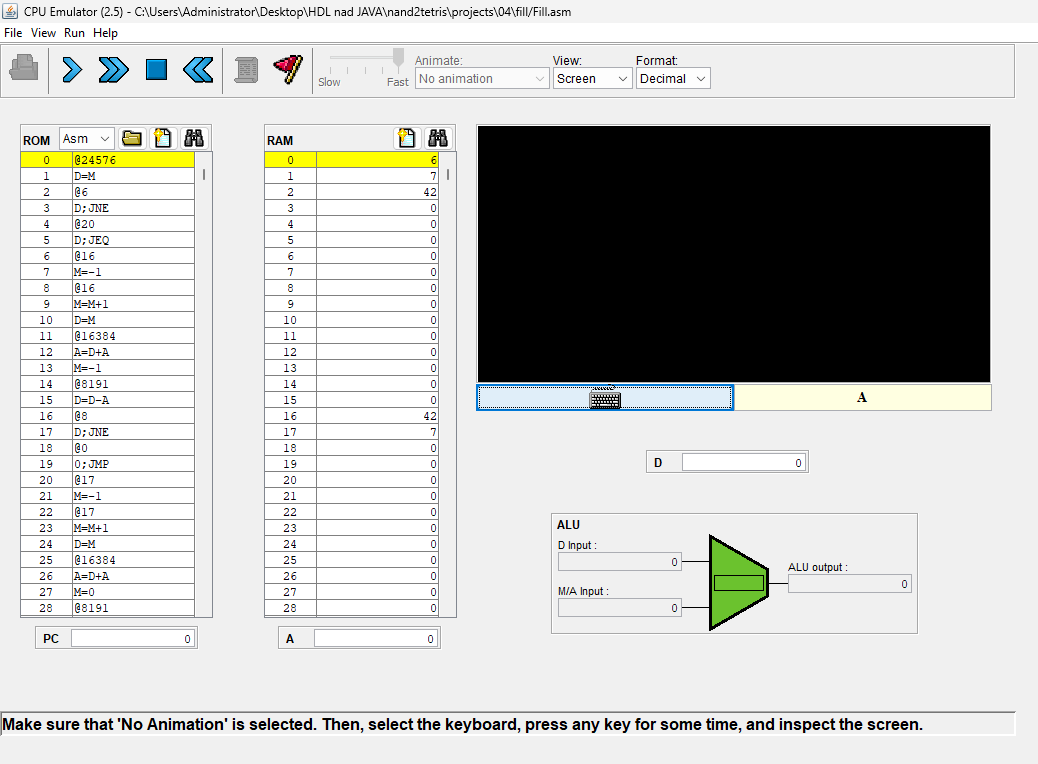 CPU Emulator (2.5) - C:\Users\Administrator\Desktop\HDL nad JAVA\nand2tetris\projects\04\fill/Fill.asm
File View Run Help
Slow Fast
Animate: View: Format:
No animation Screen Decimal
ROM Asm
0 @24576
1 D=M
2 @6
3 D;JNE
4 @20
5 D;JEQ
6 @16
7 M=-1
8 @16
9 M=M+1
10 D=M
11 @16384
12 A=D+A
13 M=-1
14 @8191
15 D=D-A
16 @8
17 D;JNE
18 @0
19 0;JMP
20 @17
21 M=-1
22 @17
23 M=M+1
24 D=M
25 @16384
26 A=D+A
27 M=0
28 @8191
PC 0
RAM
0 6
1 7
2 42
3 0
4 0
5 0
6 0
7 0
8 0
9 0
10 0
11 0
12 0
13 0
14 0
15 0
16 42
17 7
18 0
19 0
20 0
21 0
22 0
23 0
24 0
25 0
26 0
27 0
28 0
A 0
A
D 0
ALU
D Input :
0
M/A Input :
0
ALU output :
0
Make sure that 'No Animation' is selected. Then, select the keyboard, press any key for some time, and inspect the screen.